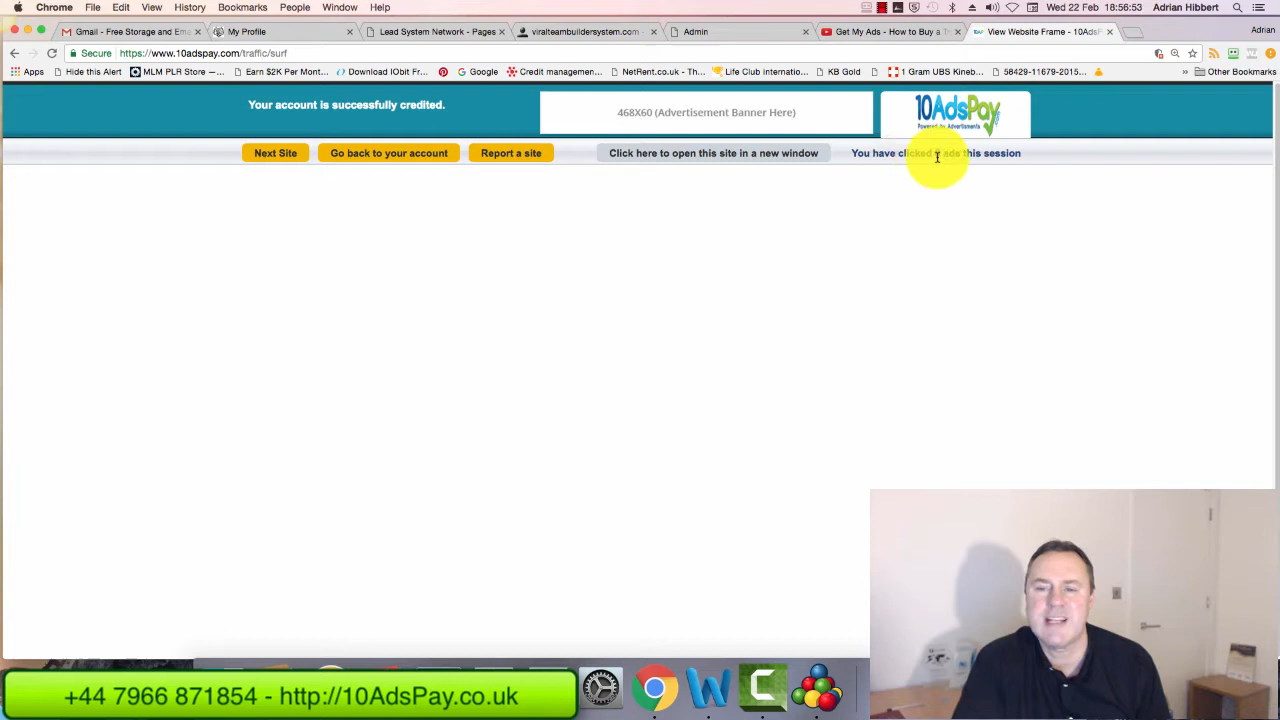 Chrome File Edit View History Bookmarks People Window Help Wed 22 Feb 18:56:53 Adrian Hibbert
Gmail - Free Storage and Ema My Profile Lead System Network - Pages viralteambuildersystem.com - Admin Get My Ads - How to Buy a T View Website Frame - 10AdsP Adrian
Secure https://www.10adspay.com/traffic/surf
Apps Hide this Alert MLM PLR Store —... Earn $2K Per Mont... Download IObit Fr... Google Credit managemen... NetRent.co.uk - Th... Life Club internatio... KB Gold 1 Gram UBS Kineb... 58429-11679-2015... » Other Bookmarks
Your account is successfully credited.
468X60 (Advertisement Banner Here)
10AdsPay
Powered by Advertisments
Next Site Go back to your account Report a site Click here to open this site in a new window You have clicked ads this session
+44 7966 871854 - http://10AdsPay.co.uk